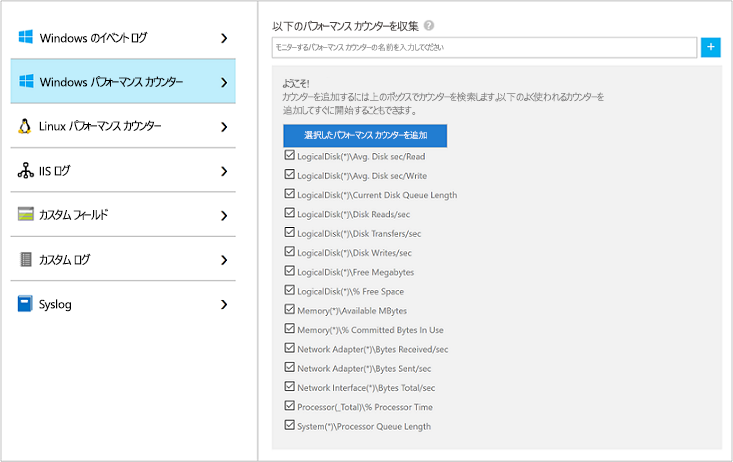 Windows のイベントログ
Windows パフォーマンス カウンター
Linux パフォーマンス カウンター
IIS ログ
カスタム フィールド
カスタム ログ
Syslog
以下のパフォーマンス カウンターを収集
モニターするパフォーマンス カウンターの名前を入力してください
ようこそ!
カウンターを追加するには上のボックスでカウンターを検索します。以下のよく使われるカウンターを
追加してすぐに開始することもできます。
選択したパフォーマンス カウンターを追加
LogicalDisk(*)\Avg. Disk sec/Read
LogicalDisk(*)\Avg. Disk sec/Write
LogicalDisk(*)\Current Disk Queue Length
LogicalDisk(*)\Disk Reads/sec
LogicalDisk(*)\Disk Transfers/sec
LogicalDisk(*)\Disk Writes/sec
LogicalDisk(*)\Free Megabytes
LogicalDisk(*)\% Free Space
Memory(*)\Available MBytes
Memory(*)\% Committed Bytes In Use
Network Adapter(*)\Bytes Received/sec
Network Adapter(*)\Bytes Sent/sec
Network Interface(*)\Bytes Total/sec
Processor(_Total)\% Processor Time
System(*)\Processor Queue Length